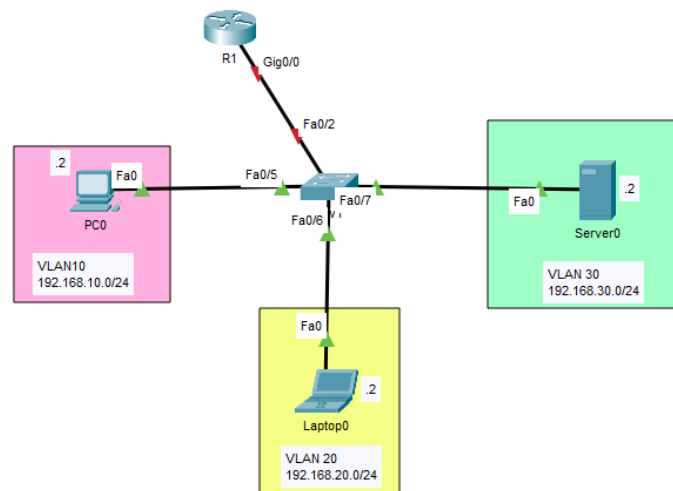 R1
Gig0/0
Fa0/2
.2
Fa0
PC0
VLAN10
192.168.10.0/24
Fa0/5
Fa0/6
Fa0/7
Fa0
.2
Server0
VLAN 30
192.168.30.0/24
Fa0
.2
Laptop0
VLAN 20
192.168.20.0/24